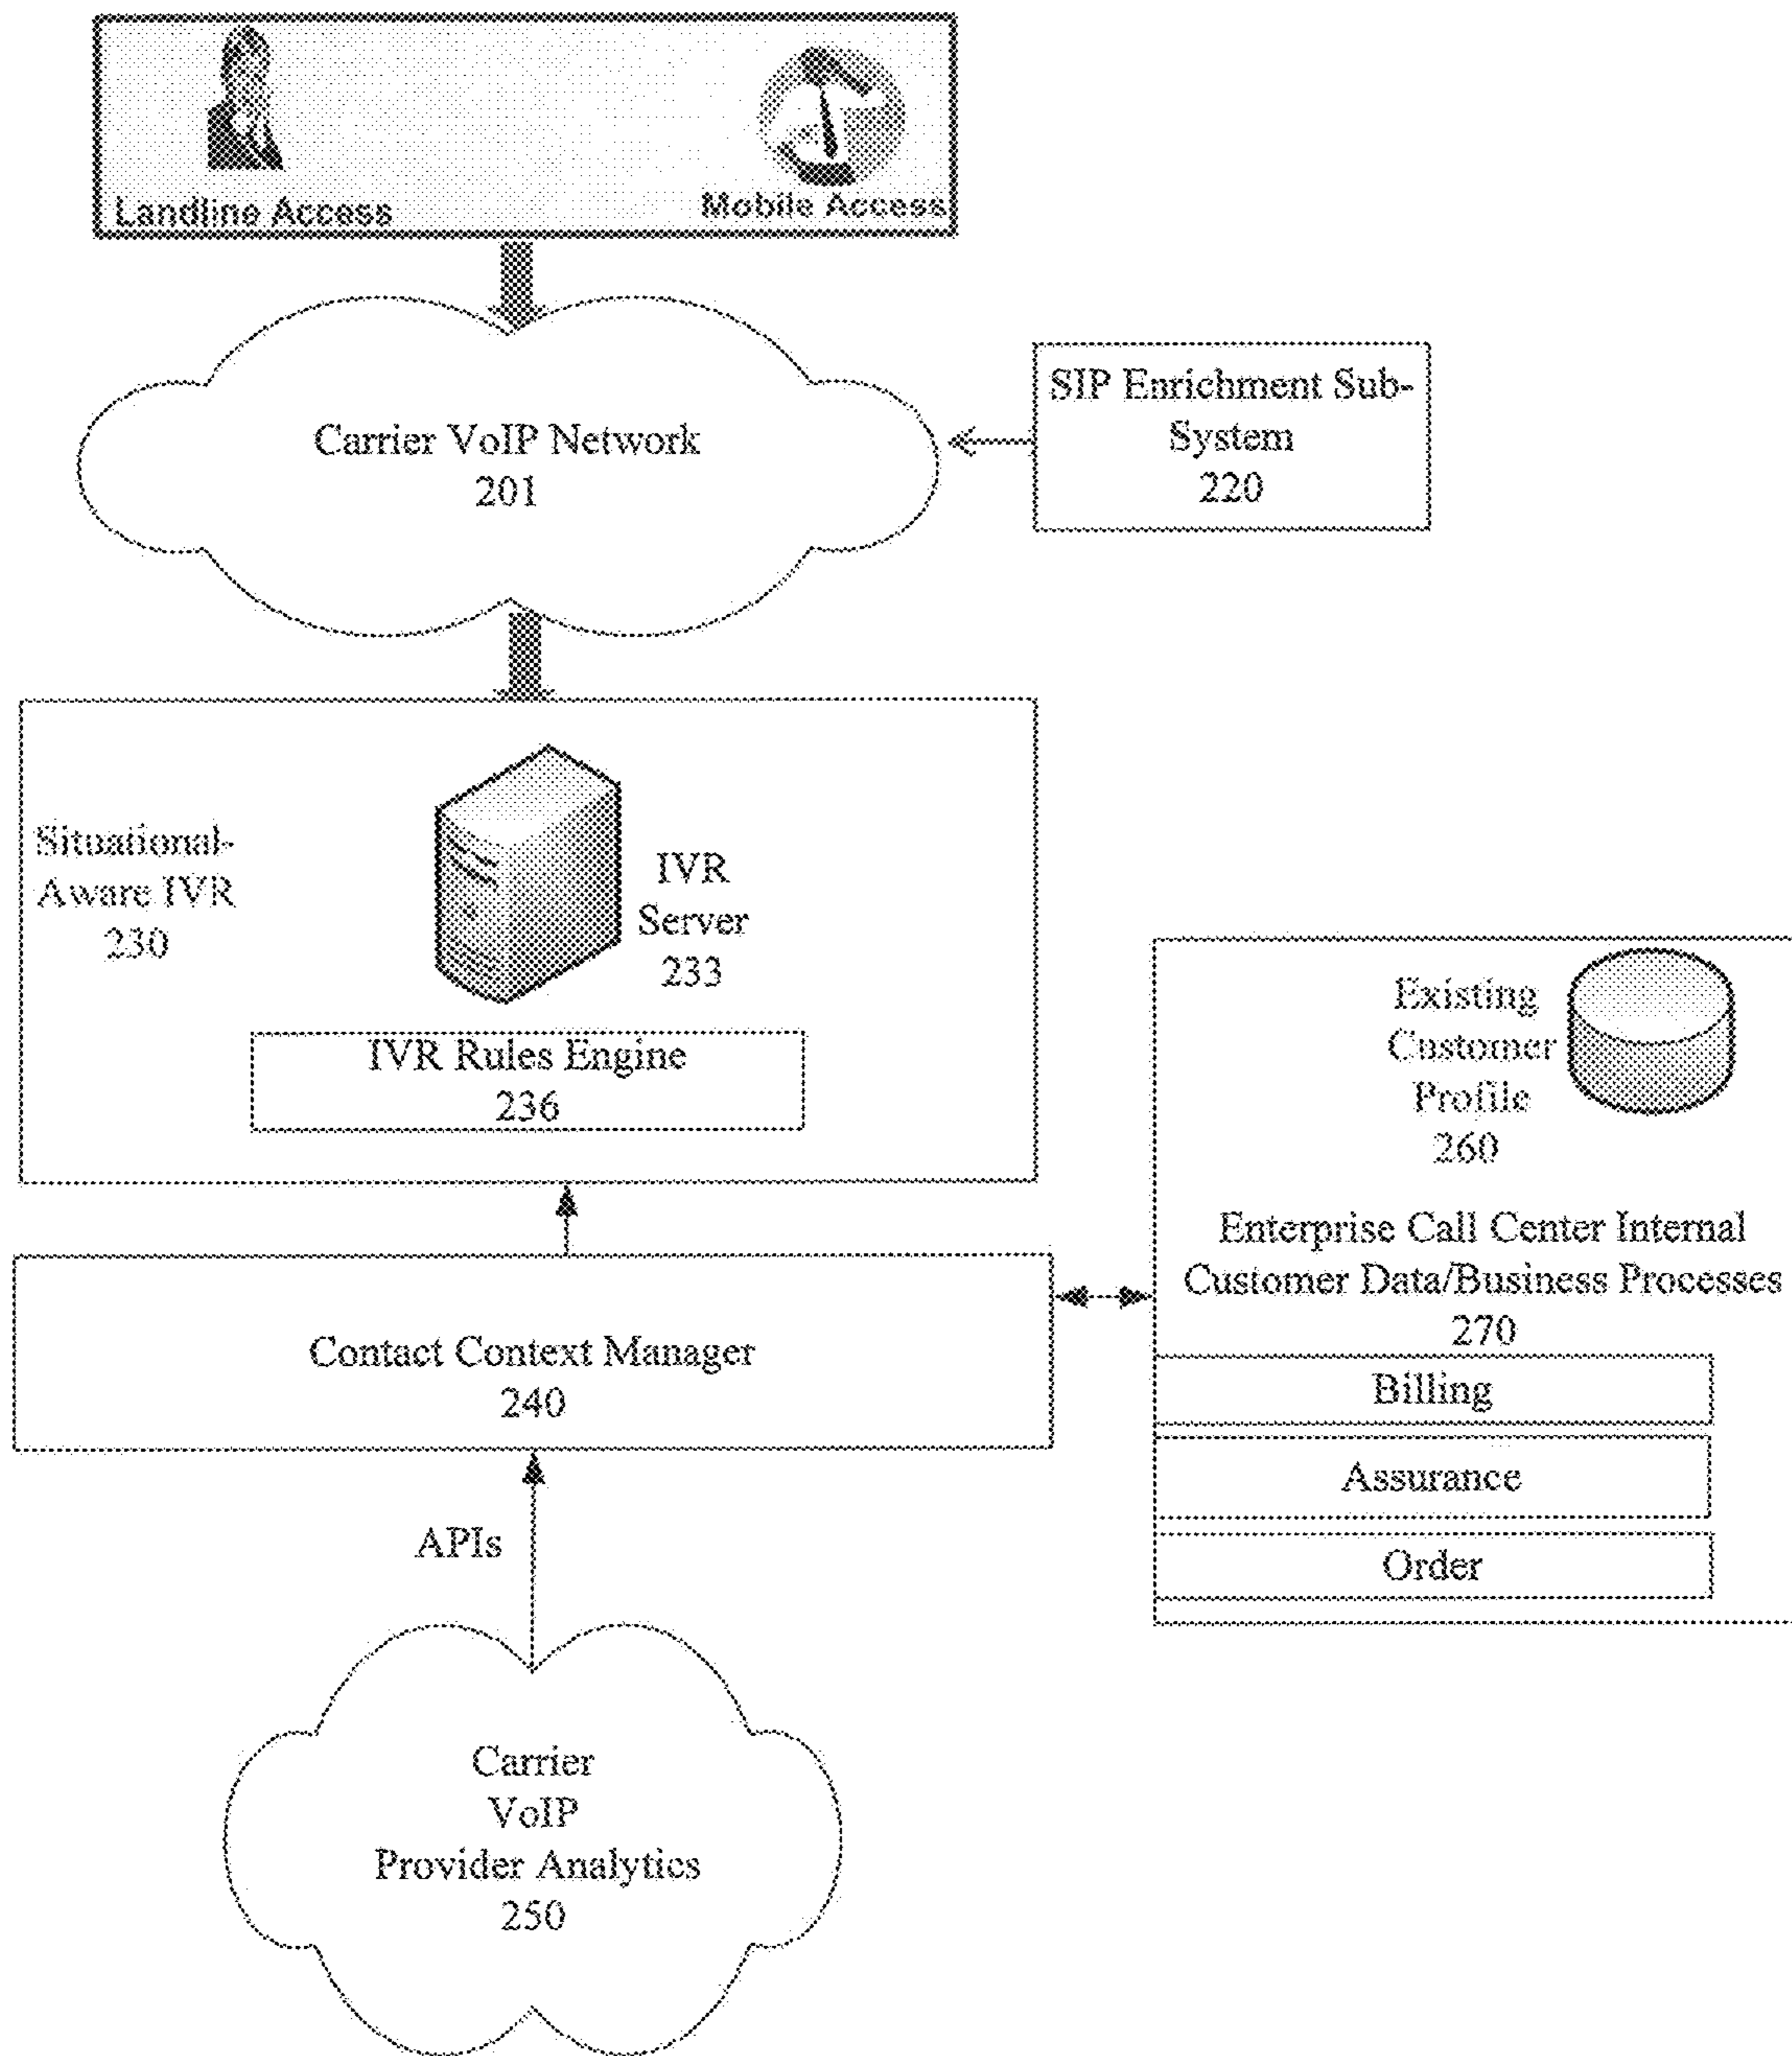 Landline Access
Mobile Access
Carrier VoIP Network
201
SIP Enrichment Sub-
System
220
Situational-
Aware IVR
230
IVR
Server
233
IVR Rules Engine
236
Existing
Customer
Profile
260
Enterprise Call Center Internal
Customer Data/Business Processes
270
Billing
Assurance
Order
Contact Context Manager
240
APIs
Carrier
VoIP
Provider Analytics
250